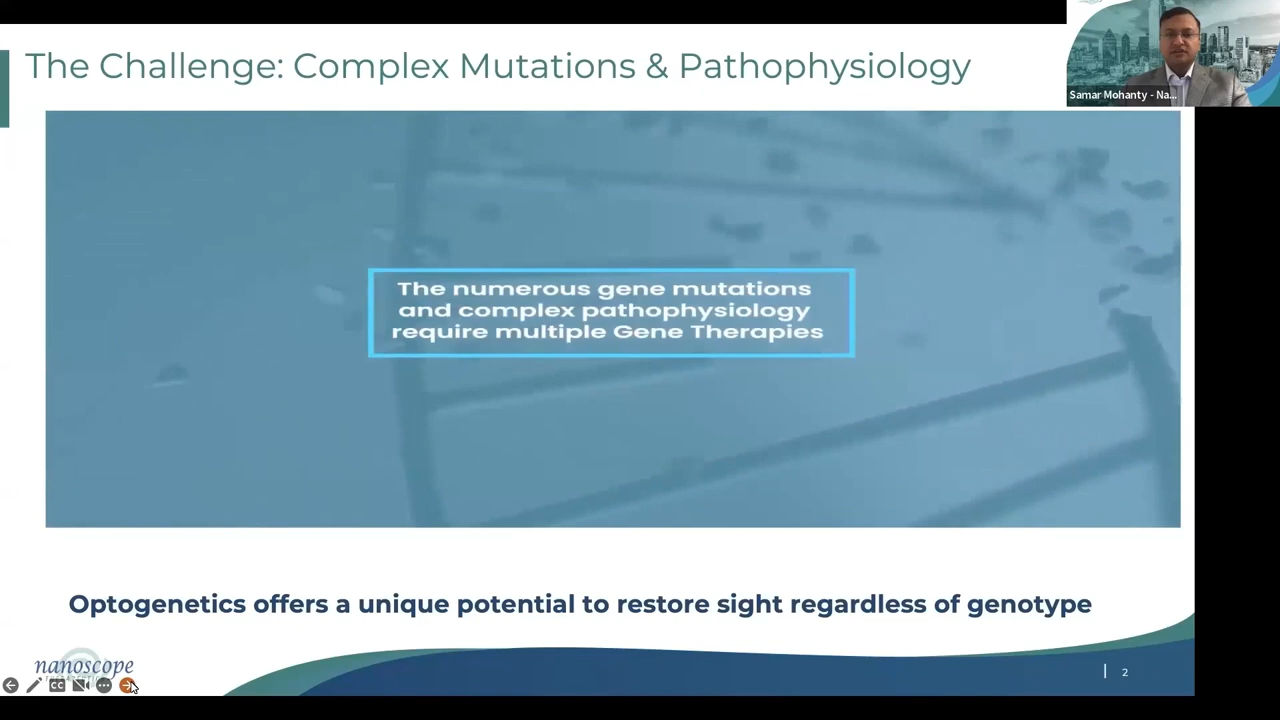 The Challenge: Complex Mutations & Pathophysiology
Samar Mohanty - Na...
The numerous gene mutations
and complex pathophysiology
require multiple Gene Therapies
Optogenetics offers a unique potential to restore sight regardless of genotype
nanoscope
CC
2